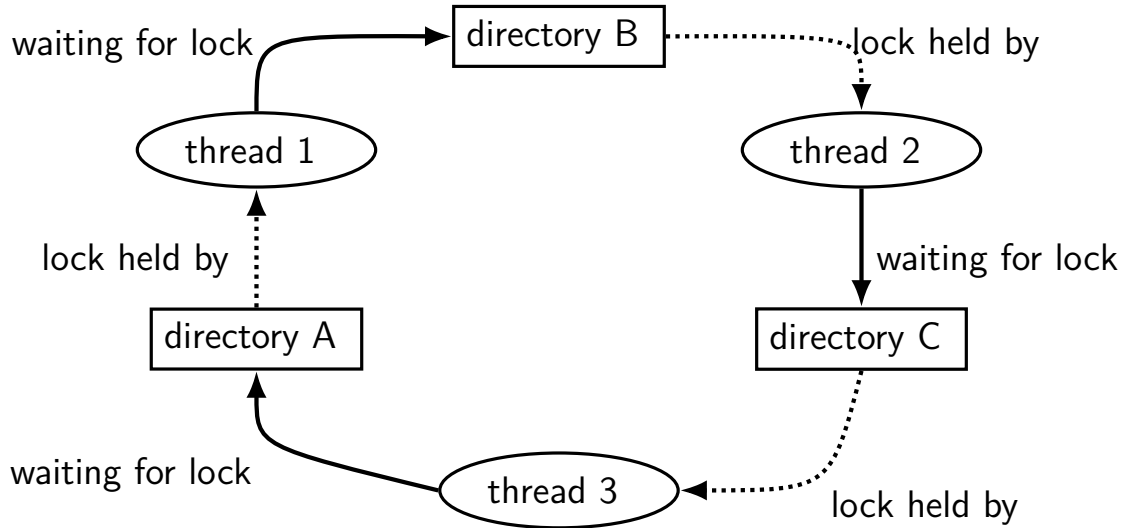 waiting for lock
directory B
lock held by
thread 1
thread 2
lock held by
waiting for lock
directory A
directory C
waiting for lock
thread 3
lock held by